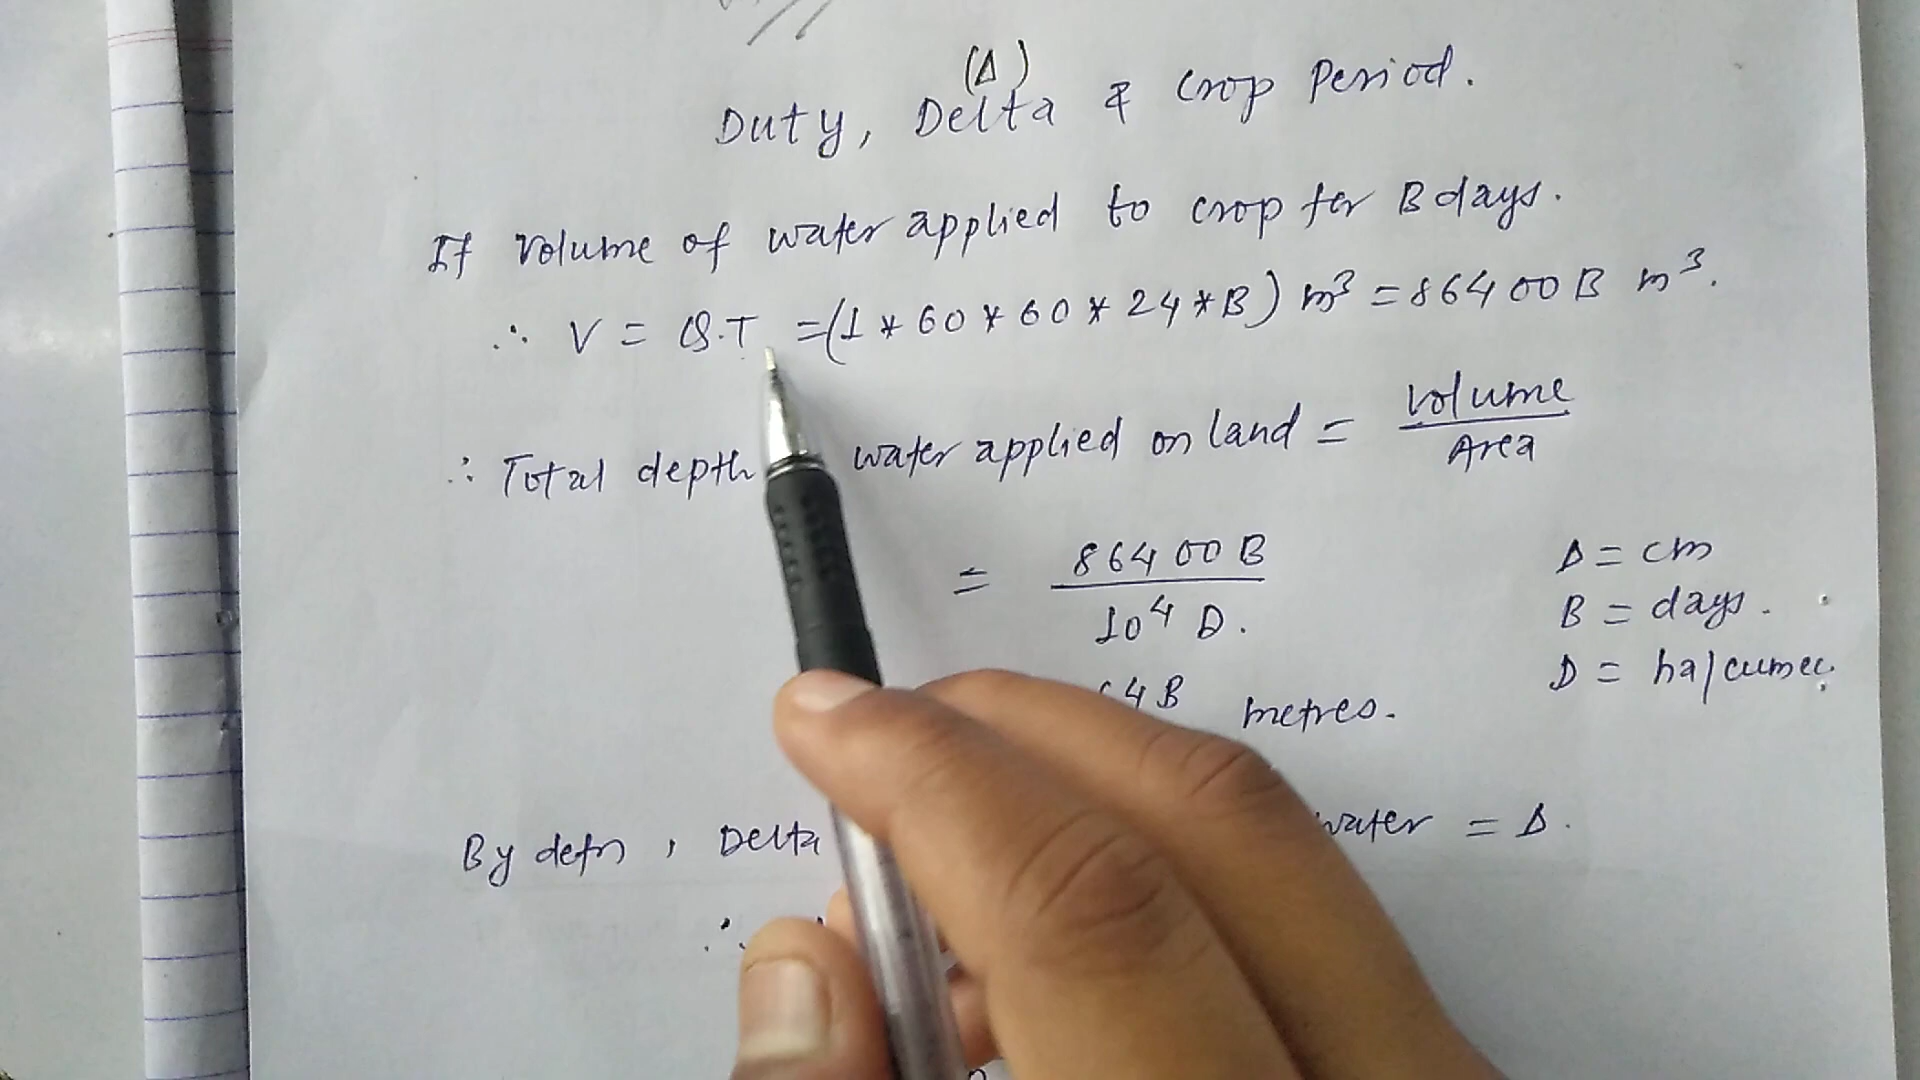 (Δ)
Duty, Delta & Crop Period.
If Volume of water applied to crop for B days.
∴ V = Q.T = (1 * 60 * 60 * 24 * B) m³ = 86400 B m³.
∴ Total depth water applied on land = Volume / Area
= 86400 B / 10⁴ D.
Δ = cm
B = days.
D = ha/cumec.
64 B metres.
By defn, Delta water = Δ.
∴